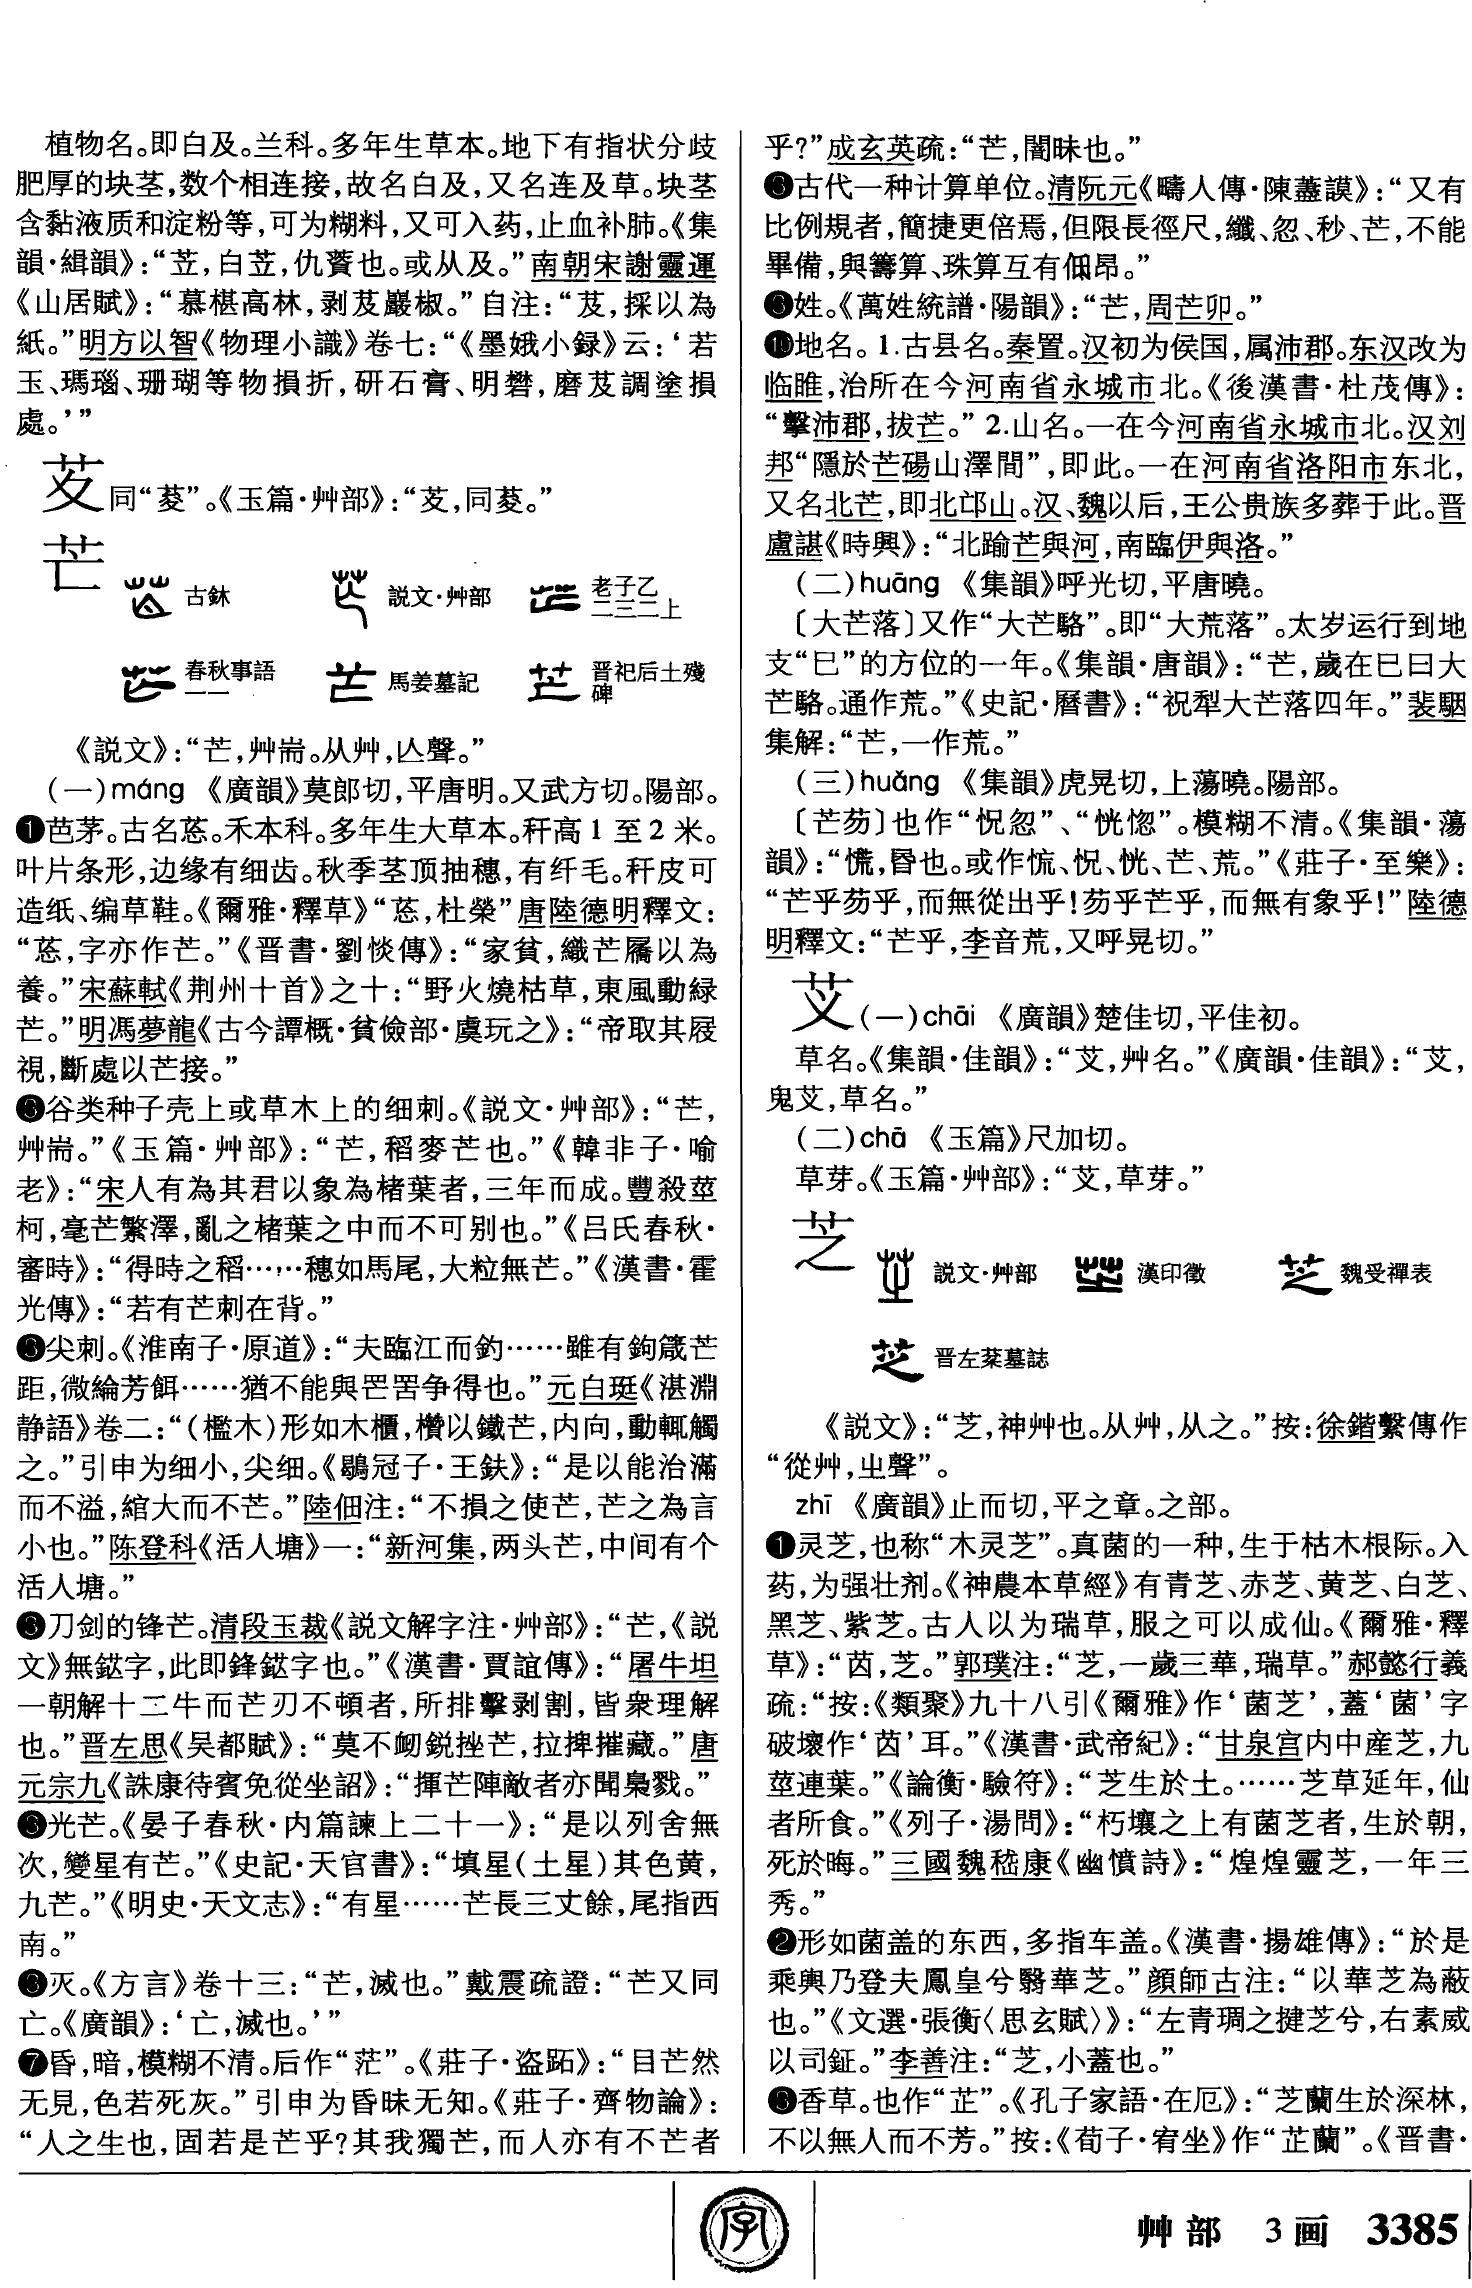 植物名。即白及。兰科。多年生草本。地下有指状分歧
肥厚的块茎，数个相连接，故名白及，又名连及草。块茎
含黏液质和淀粉等，可为糊料，又可入药，止血补肺。《集
韻·緝韻》：“苙，白苙，仇薋也。或从及。”南朝宋謝靈運
《山居賦》：“慕椹高林，剥芨巖椒。”自注：“芨，採以為
紙。”明方以智《物理小識》卷七：“《墨娥小録》云：‘若
玉、瑪瑙、珊瑚等物損折，研石膏、明礬，磨芨調塗損
處。’”
芆同“蕟”。《玉篇·艸部》：“芆，同蕟。”
芒
古鉨 説文·艸部 老子乙
二三二上
春秋事語
一一 馬姜墓記 晋祀后土殘
碑
《説文》：“芒，艸耑。从艸，亾聲。”
（一）máng 《廣韻》莫郎切，平唐明。又武方切。陽部。
❶芭茅。古名莣。禾本科。多年生大草本。秆高1至2米。
叶片条形，边缘有细齿。秋季茎顶抽穗，有纤毛。秆皮可
造纸、编草鞋。《爾雅·釋草》“莣，杜榮”唐陸德明釋文：
“莣，字亦作芒。”《晋書·劉惔傳》：“家貧，織芒屩以為
養。”宋蘇軾《荆州十首》之十：“野火燒枯草，東風動緑
芒。”明馮夢龍《古今譚概·貧儉部·虞玩之》：“帝取其屐
視，斷處以芒接。”
❸谷类种子壳上或草木上的细刺。《説文·艸部》：“芒，
艸耑。”《玉篇·艸部》：“芒，稻麥芒也。”《韓非子·喻
老》：“宋人有為其君以象為楮葉者，三年而成。豐殺莖
柯，毫芒繁澤，亂之楮葉之中而不可别也。”《吕氏春秋·
審時》：“得時之稻……穗如馬尾，大粒無芒。”《漢書·霍
光傳》：“若有芒刺在背。”
❸尖刺。《淮南子·原道》：“夫臨江而釣……雖有鉤箴芒
距，微綸芳餌……猶不能與罟罟争得也。”元白珽《湛淵
静語》卷二：“（檻木）形如木櫃，欑以鐵芒，内向，動輒觸
之。”引申为细小，尖细。《鶡冠子·王鈇》：“是以能治滿
而不溢，綰大而不芒。”陸佃注：“不損之使芒，芒之為言
小也。”陈登科《活人塘》一：“新河集，两头芒，中间有个
活人塘。”
❸刀剑的锋芒。清段玉裁《説文解字注·艸部》：“芒，《説
文》無鋩字，此即鋒鋩字也。”《漢書·賈誼傳》：“屠牛坦
一朝解十二牛而芒刃不頓者，所排擊剥割，皆衆理解
也。”晋左思《吴都賦》：“莫不衂鋭挫芒，拉捭摧藏。”唐
元宗九《誅康待賓免從坐詔》：“揮芒陣敵者亦聞梟戮。”
❸光芒。《晏子春秋·内篇諫上二十一》：“是以列舍無
次，變星有芒。”《史記·天官書》：“填星（土星）其色黄，
九芒。”《明史·天文志》：“有星……芒長三丈餘，尾指西
南。”
❸灭。《方言》卷十三：“芒，滅也。”戴震疏證：“芒又同
亡。《廣韻》：‘亡，滅也。’”
❼昏，暗，模糊不清。后作“茫”。《莊子·盗跖》：“目芒然
无見，色若死灰。”引申为昏昧无知。《莊子·齊物論》：
“人之生也，固若是芒乎？其我獨芒，而人亦有不芒者
乎？”成玄英疏：“芒，闇昧也。”
❸古代一种计算单位。清阮元《疇人傳·陳藎謨》：“又有
比例規者，簡捷更倍焉，但限長徑尺，纖、忽、秒、芒，不能
畢備，與籌算、珠算互有低昂。”
❸姓。《萬姓統譜·陽韻》：“芒，周芒卯。”
❿地名。1.古县名。秦置。汉初为侯国，属沛郡。东汉改为
临睢，治所在今河南省永城市北。《後漢書·杜茂傳》：
“擊沛郡，拔芒。”2.山名。一在今河南省永城市北。汉刘
邦“隱於芒碭山澤間”，即此。一在河南省洛阳市东北，
又名北芒，即北邙山。汉、魏以后，王公贵族多葬于此。晋
盧諶《時興》：“北踰芒與河，南臨伊與洛。”
（二）huāng 《集韻》呼光切，平唐曉。
〔大芒落〕又作“大芒駱”。即“大荒落”。太岁运行到地
支“巳”的方位的一年。《集韻·唐韻》：“芒，歲在巳曰大
芒駱。通作荒。”《史記·曆書》：“祝犁大芒落四年。”裴駰
集解：“芒，一作荒。”
（三）huǎng 《集韻》虎晃切，上蕩曉。陽部。
〔芒芴〕也作“怳忽”、“恍惚”。模糊不清。《集韻·蕩
韻》：“慌，昬也。或作㡃、怳、恍、芒、荒。”《莊子·至樂》：
“芒乎芴乎，而無從出乎！芴乎芒乎，而無有象乎！”陸德
明釋文：“芒乎，李音荒，又呼晃切。”
芆（一）chāi 《廣韻》楚佳切，平佳初。
草名。《集韻·佳韻》：“芆，艸名。”《廣韻·佳韻》：“芆，
鬼芆，草名。”
（二）chā 《玉篇》尺加切。
草芽。《玉篇·艸部》：“芆，草芽。”
芝
説文·艸部 漢印徵 魏受禪表
晋左棻墓誌
《説文》：“芝，神艸也。从艸，从之。”按：徐鍇繫傳作
“從艸，㞢聲”。
zhī 《廣韻》止而切，平之章。之部。
❶灵芝，也称“木灵芝”。真菌的一种，生于枯木根际。入
药，为强壮剂。《神農本草經》有青芝、赤芝、黄芝、白芝、
黑芝、紫芝。古人以为瑞草，服之可以成仙。《爾雅·釋
草》：“苬，芝。”郭璞注：“芝，一歲三華，瑞草。”郝懿行義
疏：“按：《類聚》九十八引《爾雅》作‘菌芝’，蓋‘菌’字
破壞作‘苬’耳。”《漢書·武帝紀》：“甘泉宫内中産芝，九
莖連葉。”《論衡·驗符》：“芝生於土。……芝草延年，仙
者所食。”《列子·湯問》：“朽壤之上有菌芝者，生於朝，
死於晦。”三國魏嵇康《幽憤詩》：“煌煌靈芝，一年三
秀。”
❷形如菌盖的东西，多指车盖。《漢書·揚雄傳》：“於是
乘輿乃登夫鳳皇兮翳華芝。”顔師古注：“以華芝為蔽
也。”《文選·張衡〈思玄賦〉》：“左青琱之揵芝兮，右素威
以司鉦。”李善注：“芝，小蓋也。”
❸香草。也作“芷”。《孔子家語·在厄》：“芝蘭生於深林，
不以無人而不芳。”按：《荀子·宥坐》作“芷蘭”。《晋書·
字
艸部 3画 3385